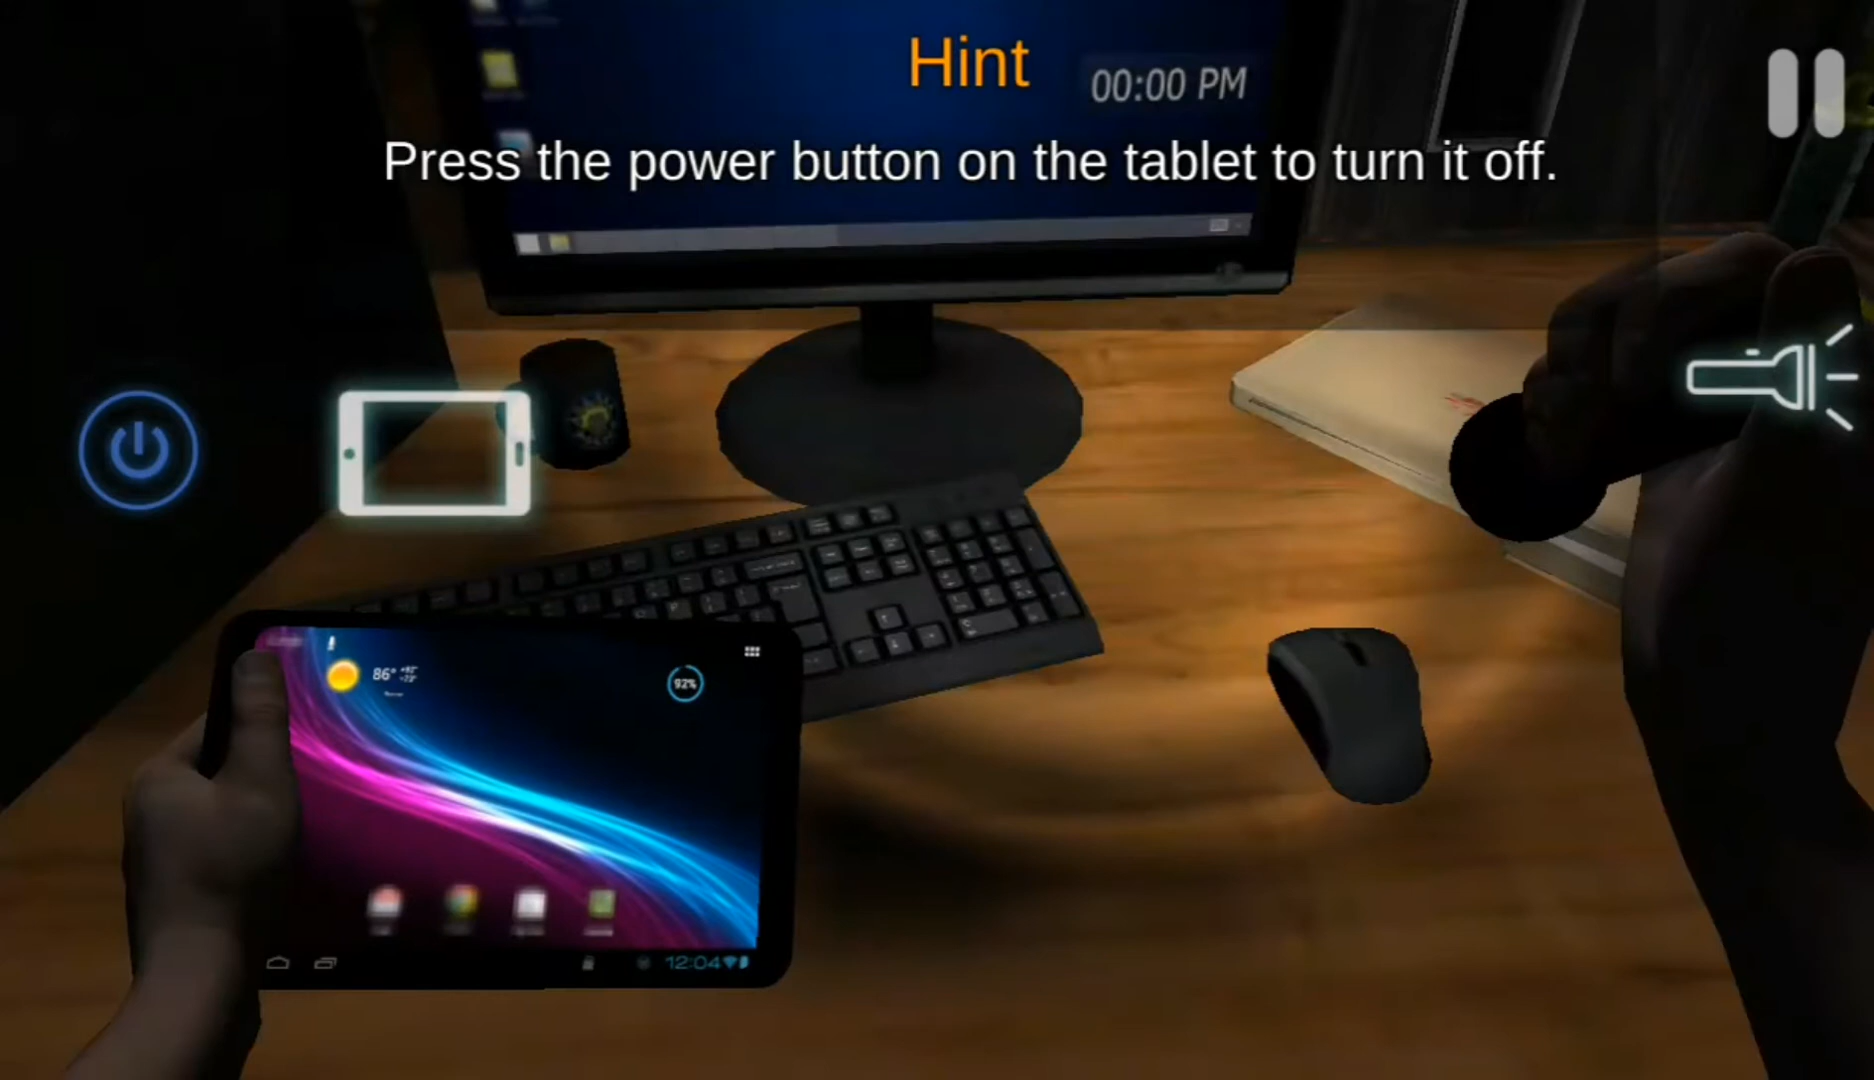 Hint
00:00 PM
Press the power button on the tablet to turn it off.
86°
92%
12:04